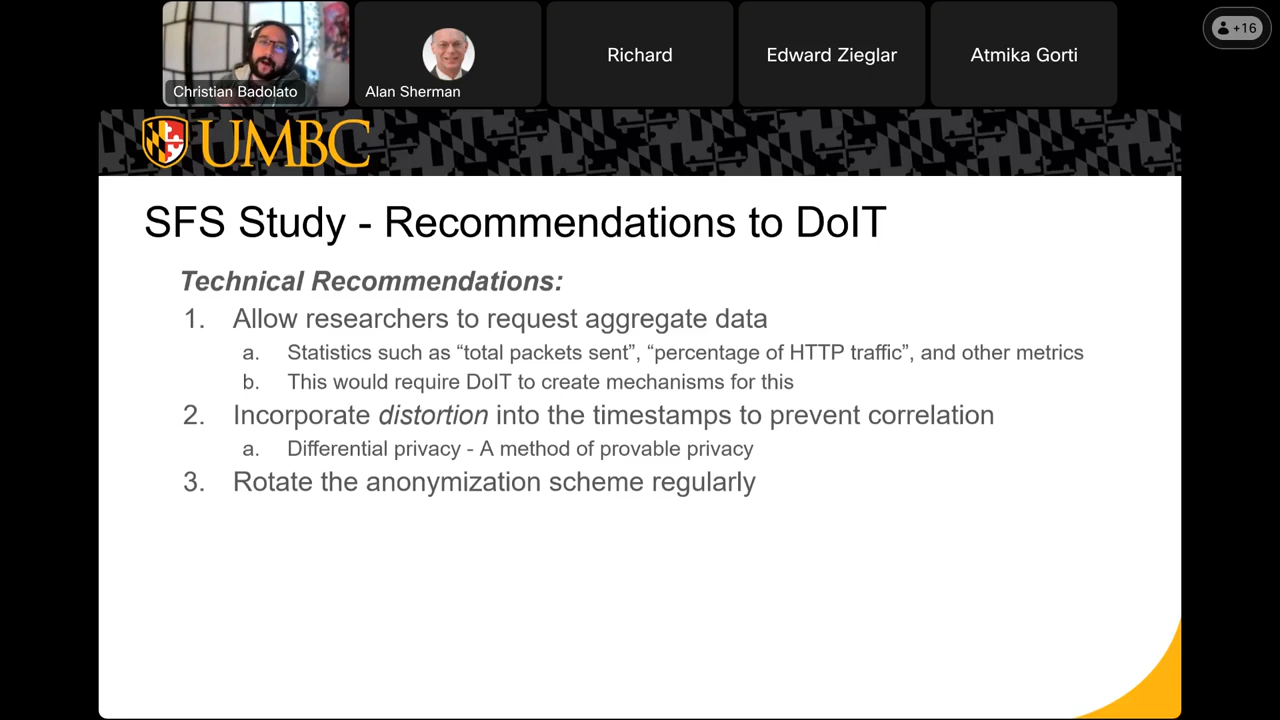 +16
Christian Badolato
Alan Sherman
Richard
Edward Zieglar
Atmika Gorti
UMBC
SFS Study - Recommendations to DoIT
Technical Recommendations:
1. Allow researchers to request aggregate data
a. Statistics such as “total packets sent”, “percentage of HTTP traffic”, and other metrics
b. This would require DoIT to create mechanisms for this
2. Incorporate distortion into the timestamps to prevent correlation
a. Differential privacy - A method of provable privacy
3. Rotate the anonymization scheme regularly